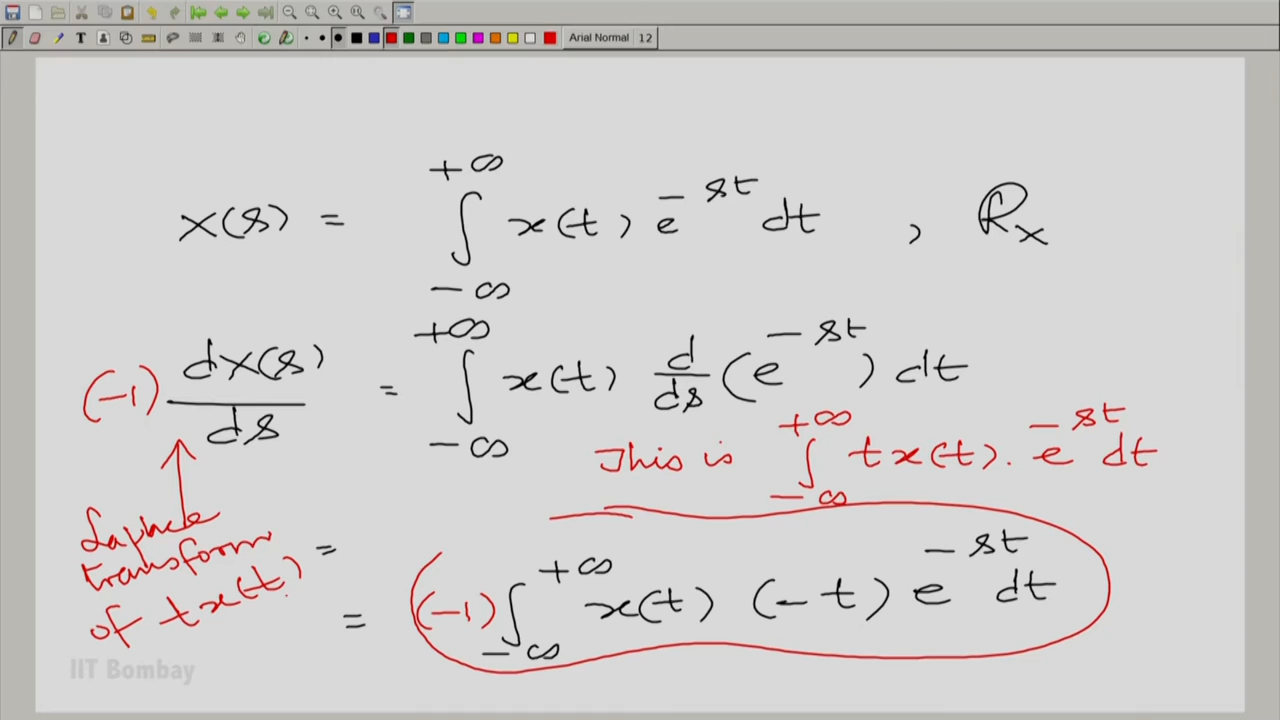 Arial Normal 12
X(s) = ∫_{-∞}^{+∞} x(t) e^{-st} dt , R_X
(-1) dX(s)/ds = ∫_{-∞}^{+∞} x(t) d/ds (e^{-st}) dt
This is ∫_{-∞}^{+∞} t x(t) . e^{-st} dt
Laplace
transform
of t x(t).
=
= (-1) ∫_{-∞}^{+∞} x(t) (-t) e^{-st} dt
IIT Bombay